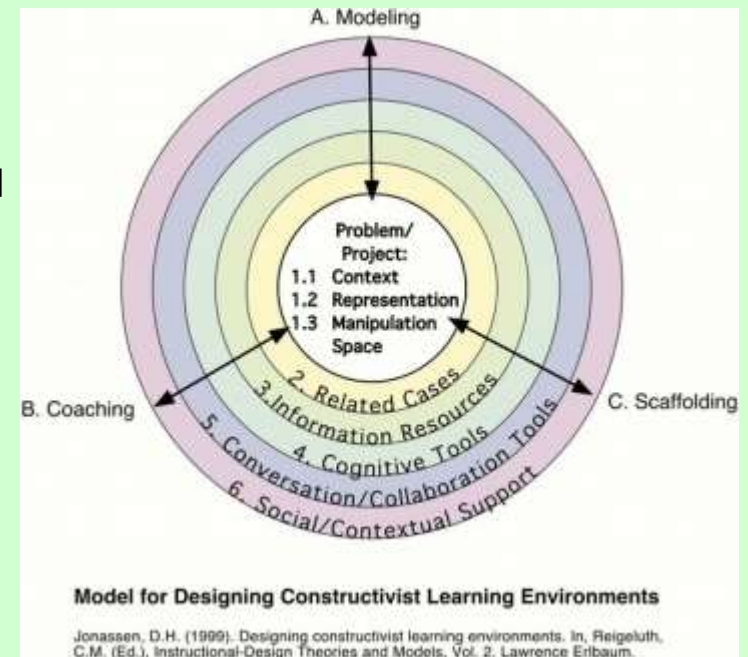 A. Modeling
Problem/
Project:
1.1 Context
1.2 Representation
1.3 Manipulation
Space
2. Related Cases
3.Information Resources
4. Cognitive Tools
5. Conversation/Collaboration Tools
6. Social/Contextual Support
B. Coaching
C. Scaffolding
Model for Designing Constructivist Learning Environments
Jonassen, D.H. (1999). Designing constructivist learning environments. In, Reigeluth,
C.M. (Ed.), Instructional-Design Theories and Models, Vol. 2. Lawrence Erlbaum.